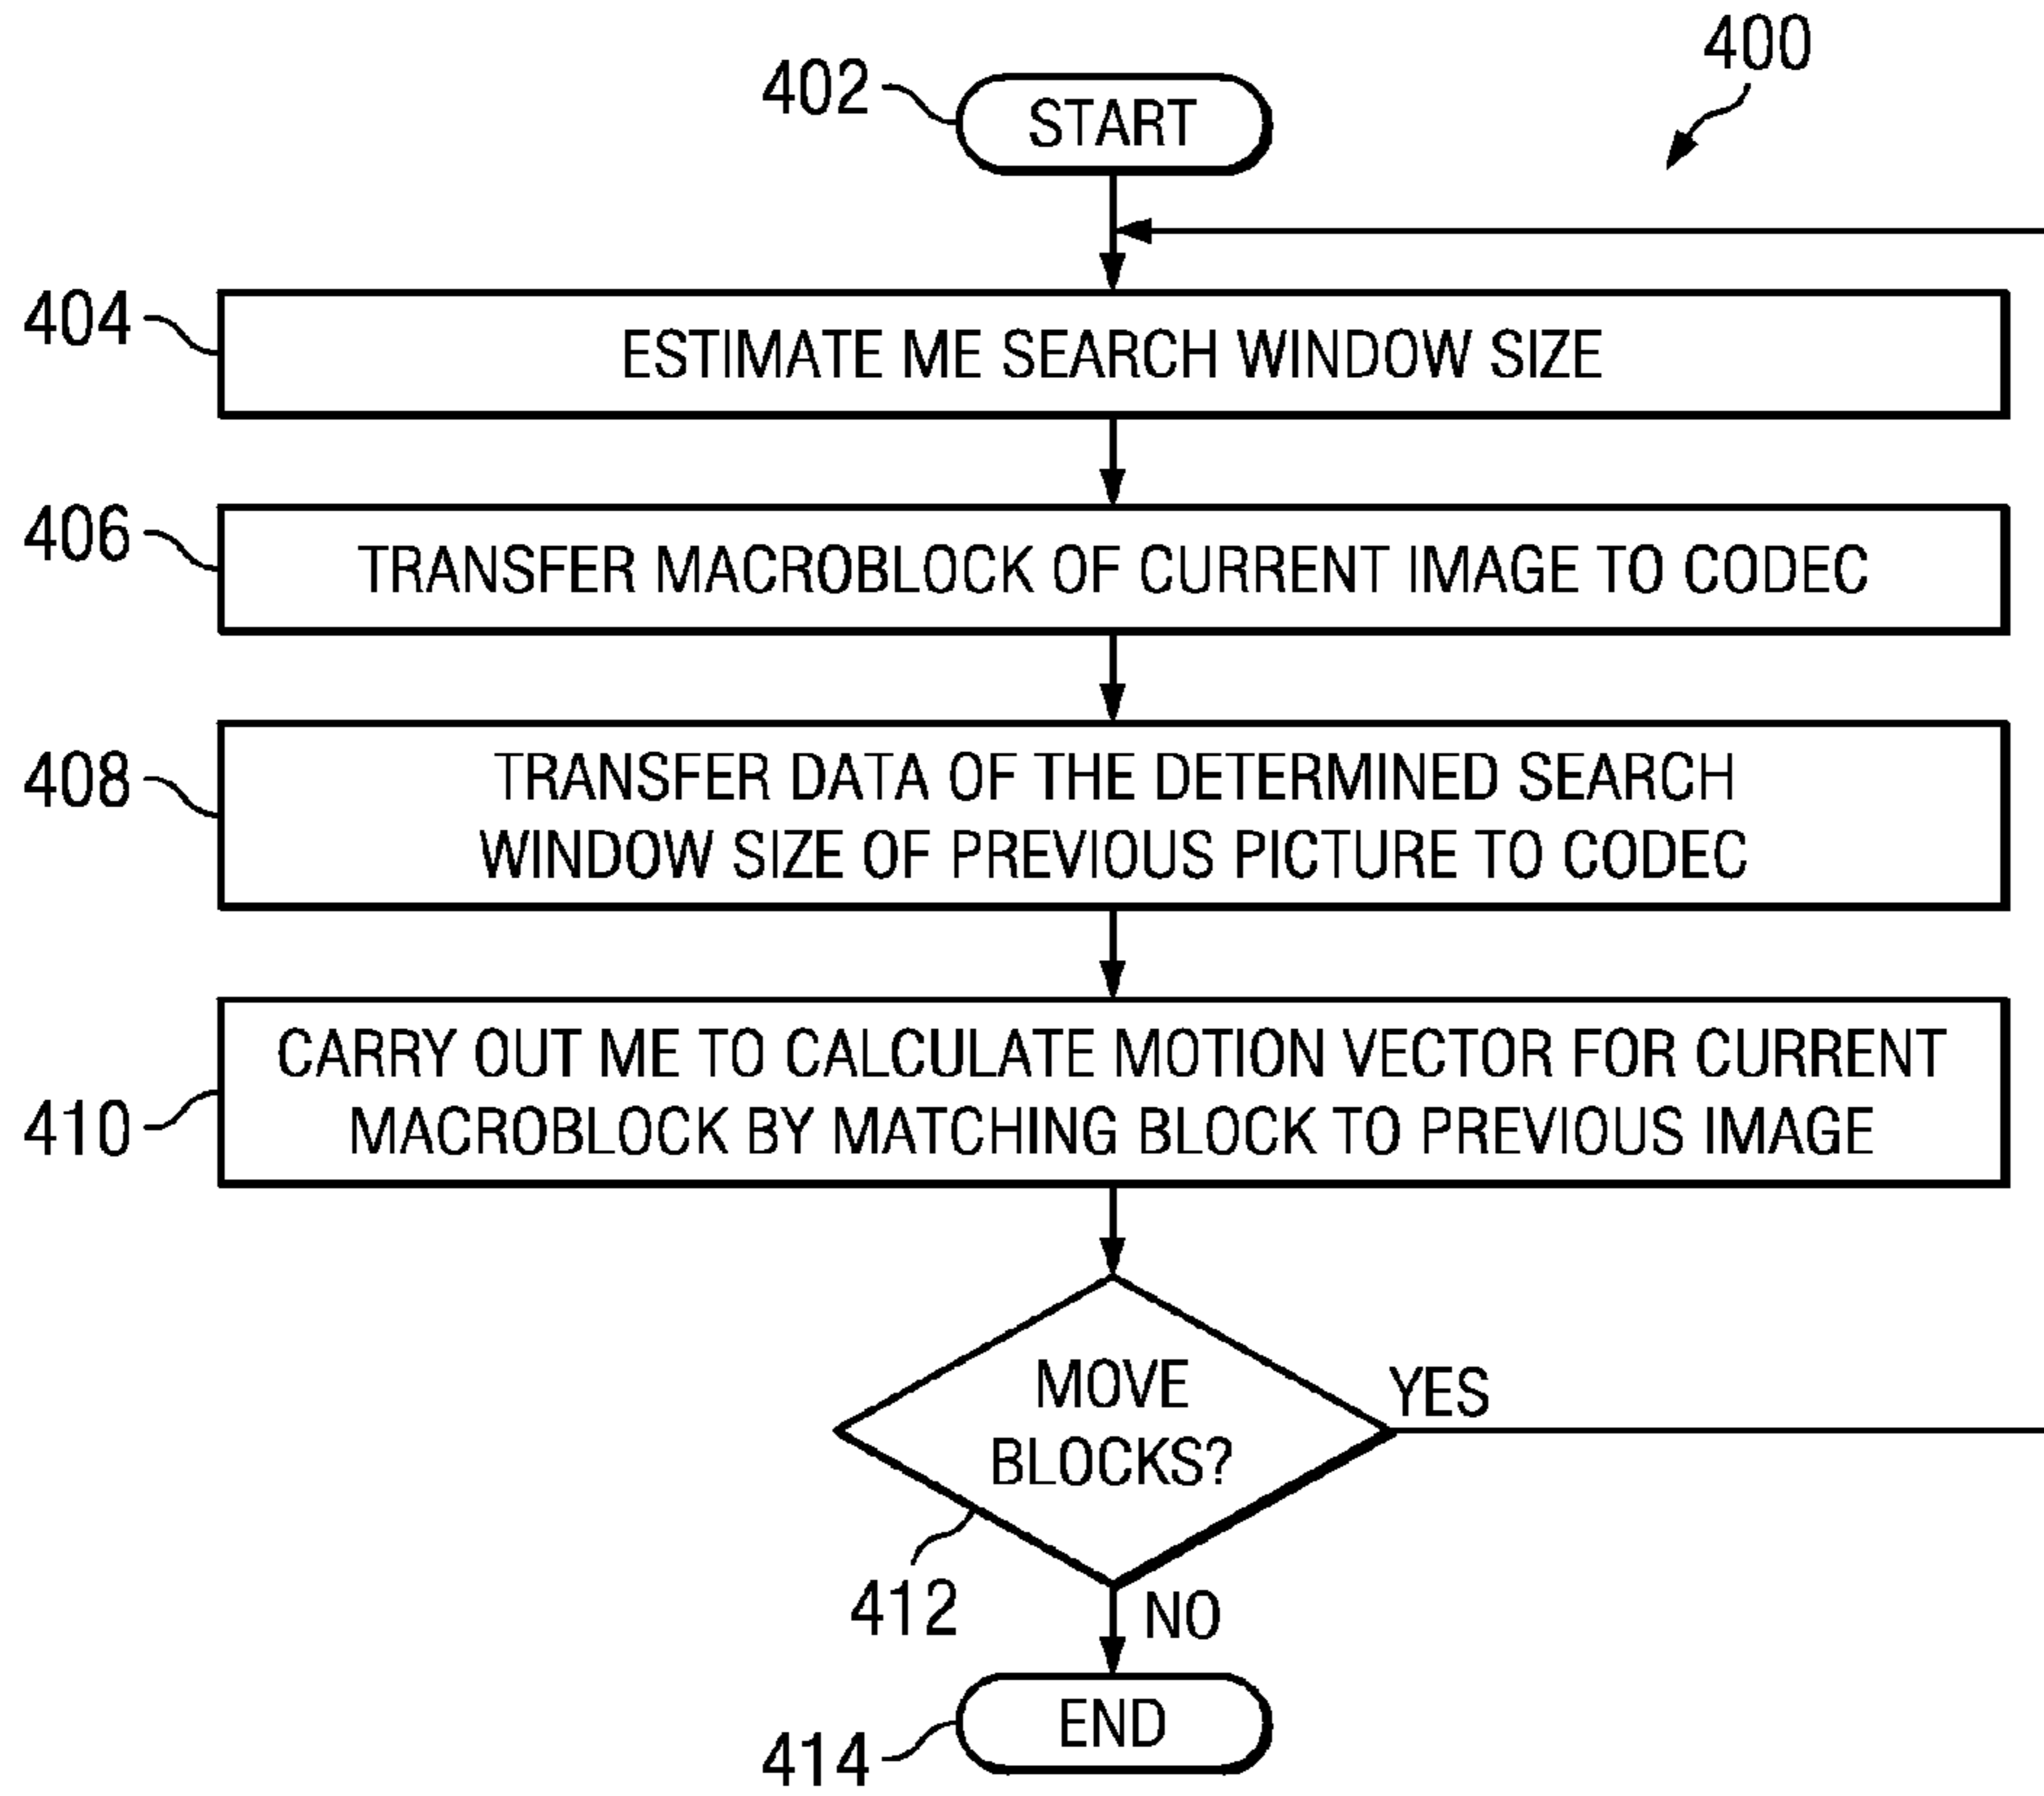 400
402
START
404
ESTIMATE ME SEARCH WINDOW SIZE
406
TRANSFER MACROBLOCK OF CURRENT IMAGE TO CODEC
408
TRANSFER DATA OF THE DETERMINED SEARCH
WINDOW SIZE OF PREVIOUS PICTURE TO CODEC
410
CARRY OUT ME TO CALCULATE MOTION VECTOR FOR CURRENT
MACROBLOCK BY MATCHING BLOCK TO PREVIOUS IMAGE
MOVE
BLOCKS?
YES
412
NO
END
414